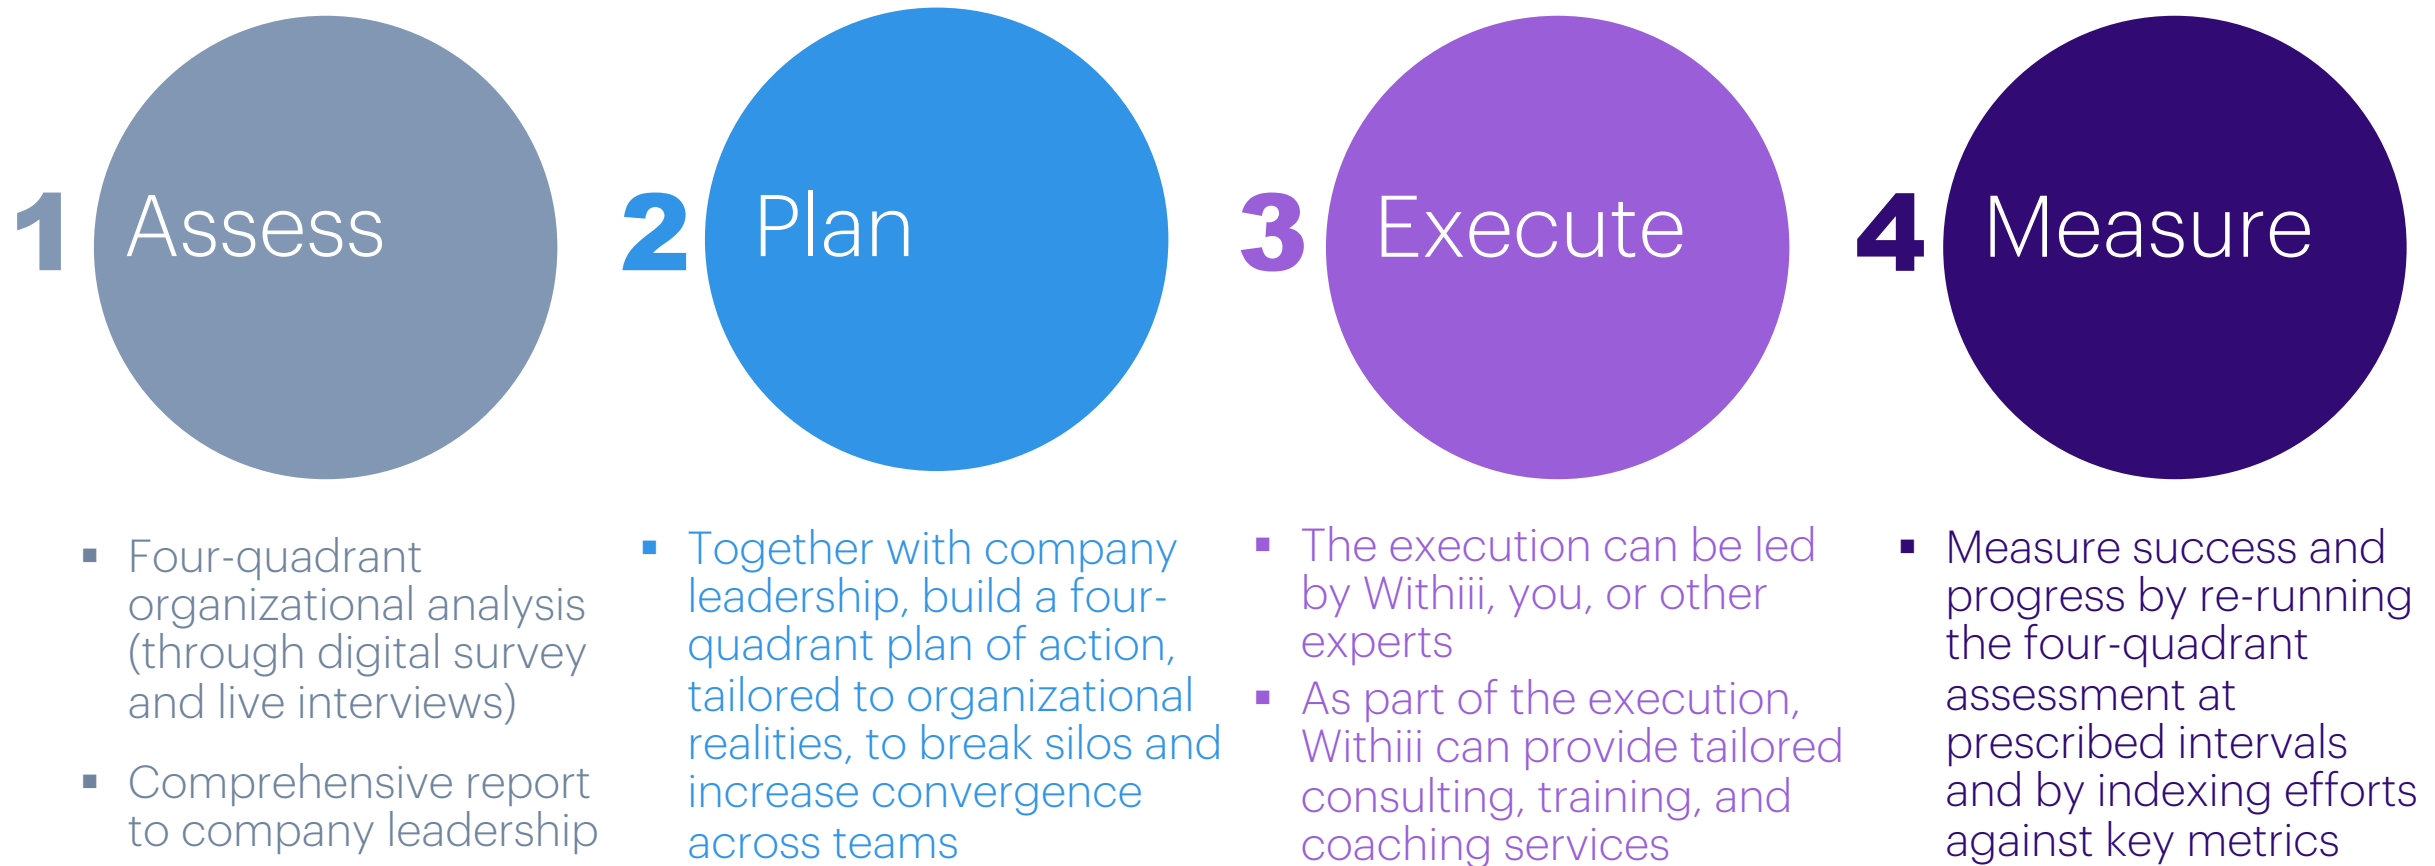 1 Assess
▪ Four-quadrant
organizational analysis
(through digital survey
and live interviews)
▪ Comprehensive report
to company leadership
2 Plan
▪ Together with company
leadership, build a four-
quadrant plan of action,
tailored to organizational
realities, to break silos and
increase convergence
across teams
3 Execute
▪ The execution can be led
by Withiii, you, or other
experts
▪ As part of the execution,
Withiii can provide tailored
consulting, training, and
coaching services
4 Measure
▪ Measure success and
progress by re-running
the four-quadrant
assessment at
prescribed intervals
and by indexing efforts
against key metrics